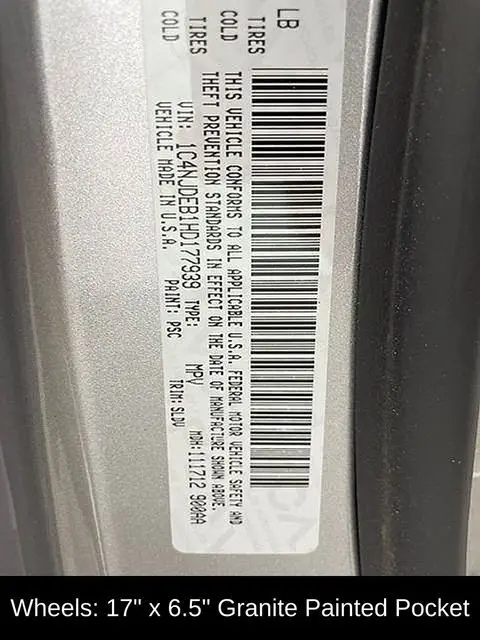 LB
TIRES
COLD
TIRES
COLD
THIS VEHICLE CONFORMS TO ALL APPLICABLE U.S.A. FEDERAL MOTOR VEHICLE SAFETY AND
THEFT PREVENTION STANDARDS IN EFFECT ON THE DATE OF MANUFACTURE SHOWN ABOVE.
VIN: 1C4NJDEB1HD177939 TYPE: MPV MDH:111712 900AA
VEHICLE MADE IN U.S.A. PAINT: PSC TRIM:SLDV
Wheels: 17" x 6.5" Granite Painted Pocket